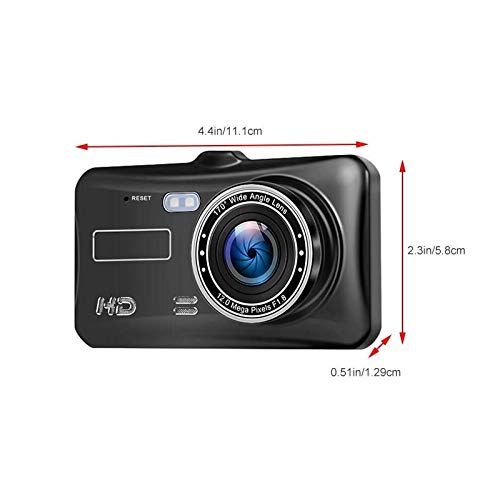 4.4in/11.1cm
RESET
170° Wide Angle Lens
2.3in/5.8cm
HD
12.0 Mega Pixels F1.8
0.51in/1.29cm